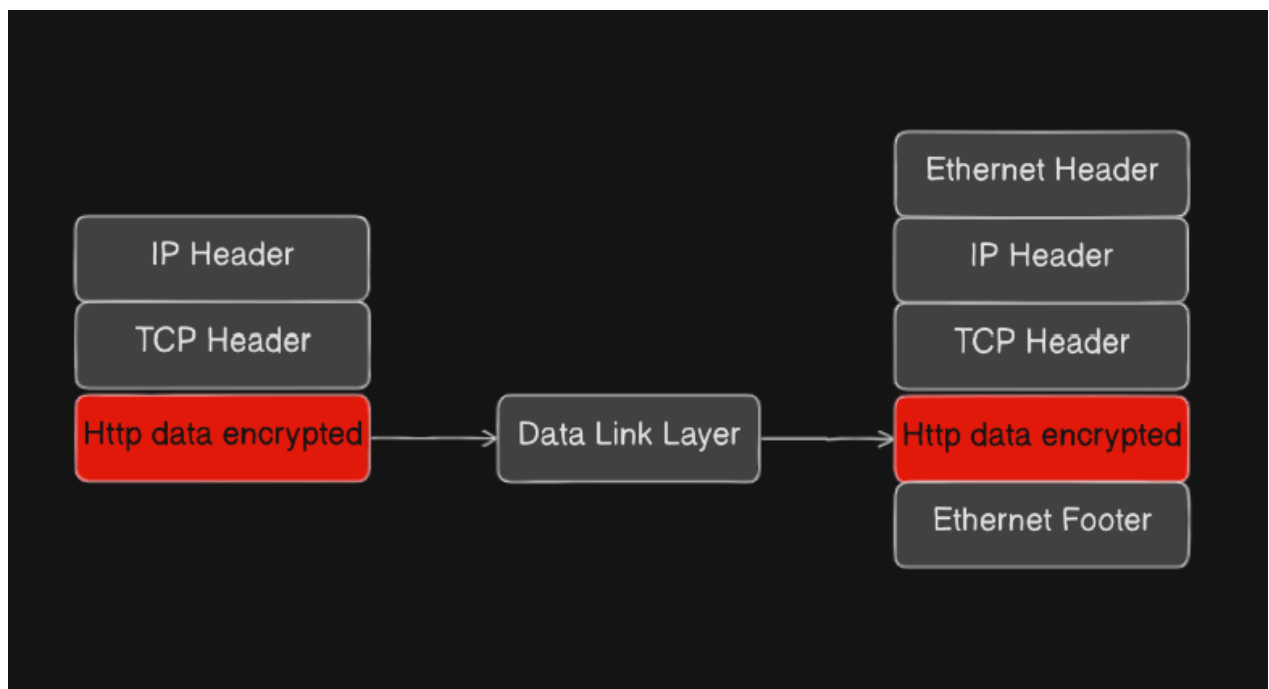 IP Header
TCP Header
Http data encrypted
Data Link Layer
Ethernet Header
IP Header
TCP Header
Http data encrypted
Ethernet Footer